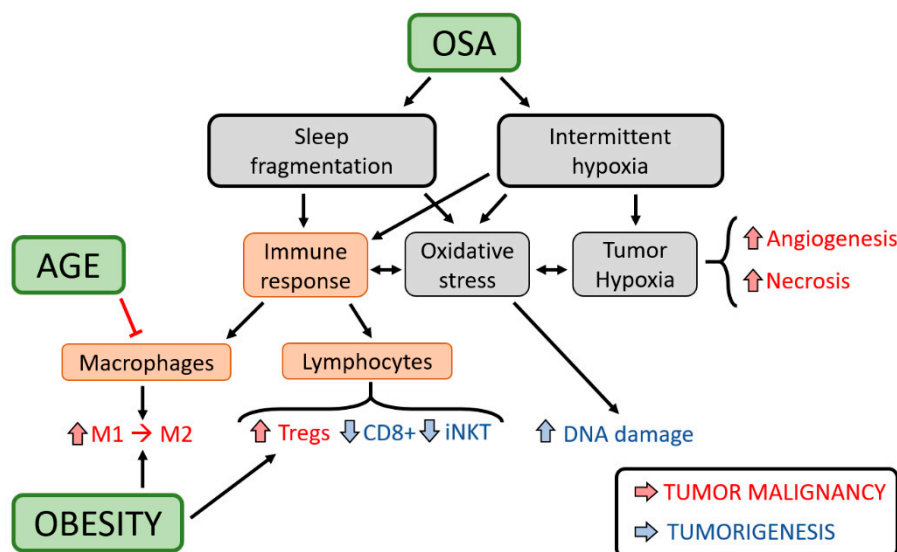 OSA
Sleep
fragmentation
Intermittent
hypoxia
Immune
response
Oxidative
stress
Tumor
Hypoxia
Angiogenesis
Necrosis
AGE
Macrophages
Lymphocytes
M1 → M2
Tregs CD8+ iNKT
DNA damage
OBESITY
TUMOR MALIGNANCY
TUMORIGENESIS